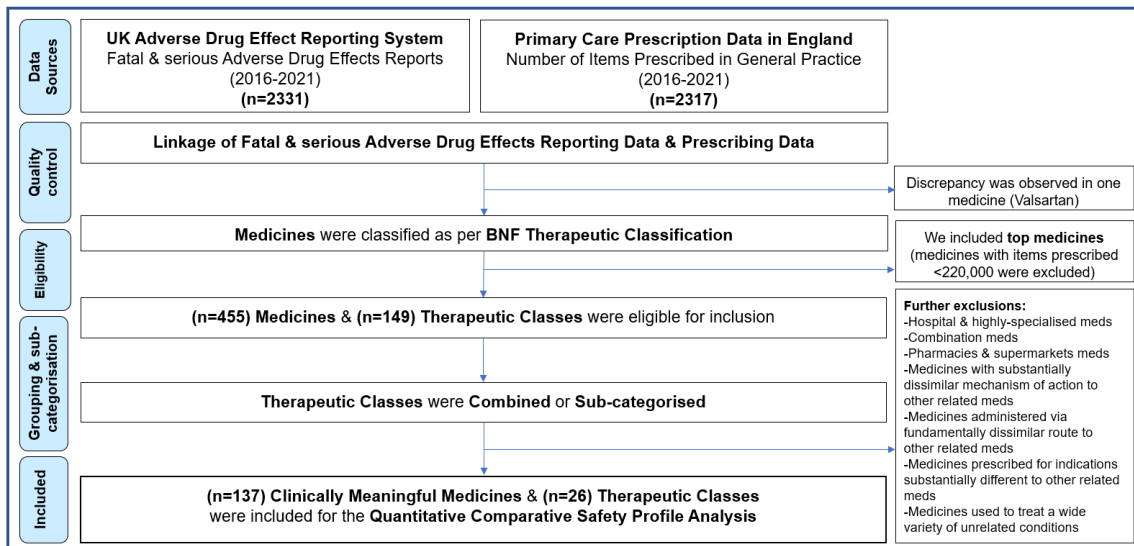 Data
Sources
UK Adverse Drug Effect Reporting System
Fatal & serious Adverse Drug Effects Reports
(2016-2021)
(n=2331)
Primary Care Prescription Data in England
Number of Items Prescribed in General Practice
(2016-2021)
(n=2317)
Quality
control
Linkage of Fatal & serious Adverse Drug Effects Reporting Data & Prescribing Data
Discrepancy was observed in one
medicine (Valsartan)
Eligibility
Medicines were classified as per BNF Therapeutic Classification
We included top medicines
(medicines with items prescribed
<220,000 were excluded)
Grouping & sub-
categorisation
(n=455) Medicines & (n=149) Therapeutic Classes were eligible for inclusion
Therapeutic Classes were Combined or Sub-categorised
Further exclusions:
-Hospital & highly-specialised meds
-Combination meds
-Pharmacies & supermarkets meds
-Medicines with substantially
dissimilar mechanism of action to
other related meds
-Medicines administered via
fundamentally dissimilar route to
other related meds
-Medicines prescribed for indications
substantially different to other related
meds
-Medicines used to treat a wide
variety of unrelated conditions
Included
(n=137) Clinically Meaningful Medicines & (n=26) Therapeutic Classes
were included for the Quantitative Comparative Safety Profile Analysis